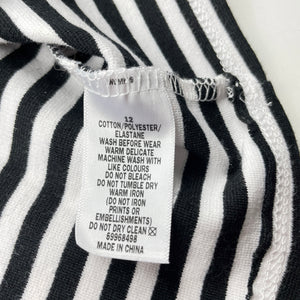 12
COTTON/POLYESTER/
ELASTANE
WASH BEFORE WEAR
WARM DELICATE
MACHINE WASH WITH
LIKE COLOURS
DO NOT BLEACH
DO NOT TUMBLE DRY
WARM IRON
(DO NOT IRON
PRINTS OR
EMBELLISHMENTS)
DO NOT DRY CLEAN
69968498
MADE IN CHINA